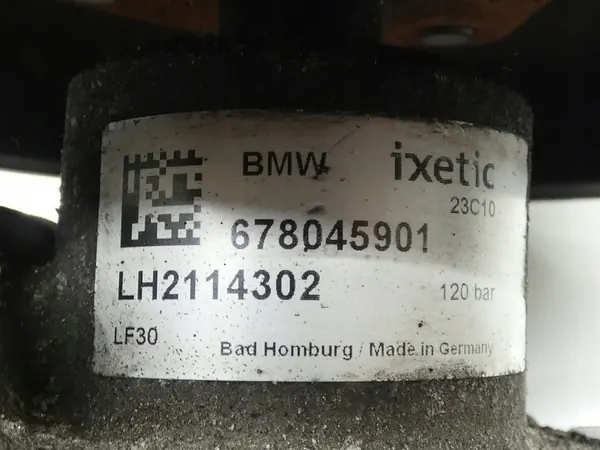 BMW ixetic
23C10
678045901
LH2114302 120 bar
LF30 Bad Homburg / Made in Germany